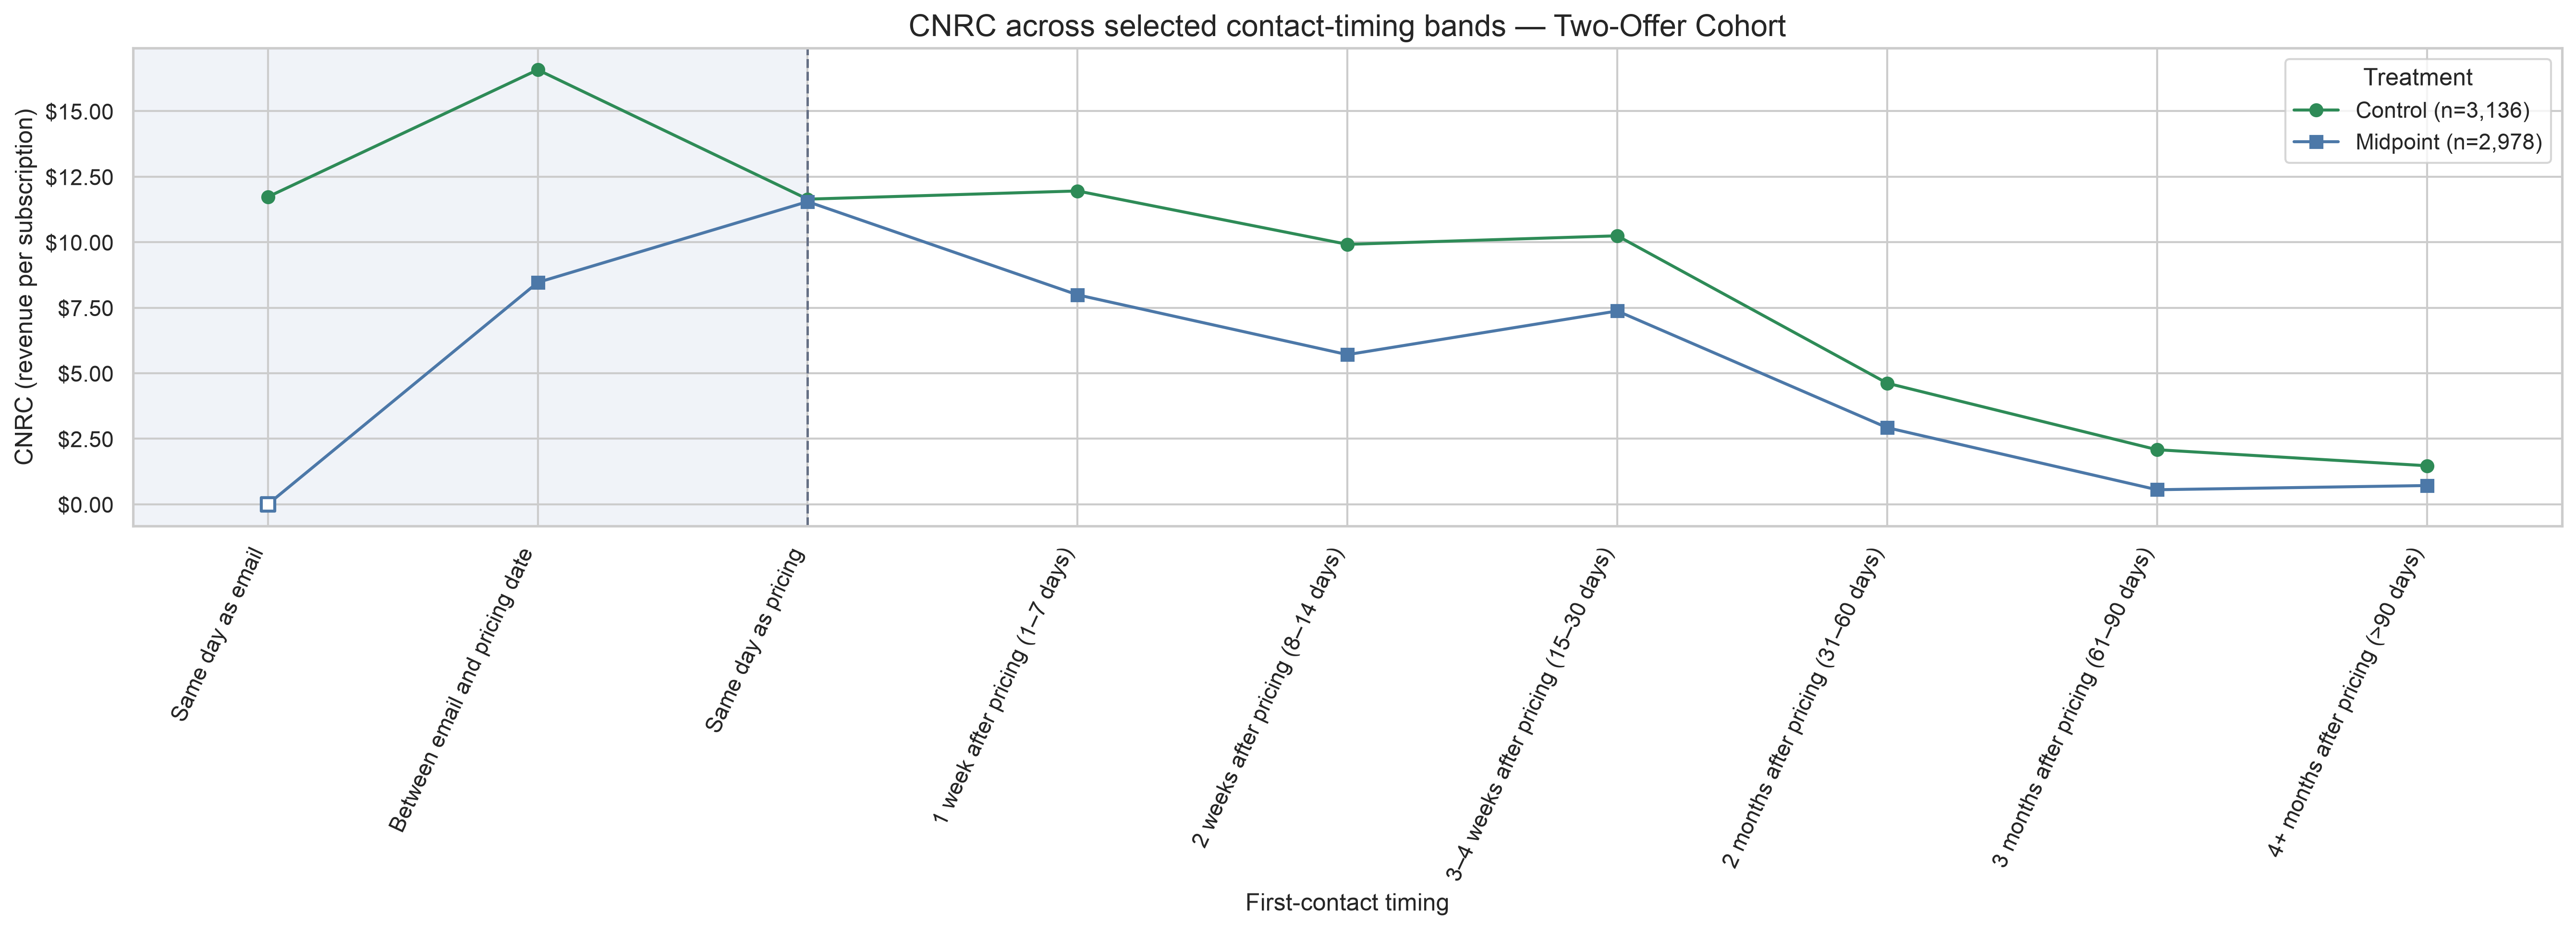 CNRC across selected contact-timing bands — Two-Offer Cohort
CNRC (revenue per subscription)
$15.00
$12.50
$10.00
$7.50
$5.00
$2.50
$0.00
Treatment
Control (n=3,136)
Midpoint (n=2,978)
Same day as email
Between email and pricing date
Same day as pricing
1 week after pricing (1–7 days)
2 weeks after pricing (8–14 days)
3–4 weeks after pricing (15–30 days)
2 months after pricing (31–60 days)
3 months after pricing (61–90 days)
4+ months after pricing (>90 days)
First-contact timing